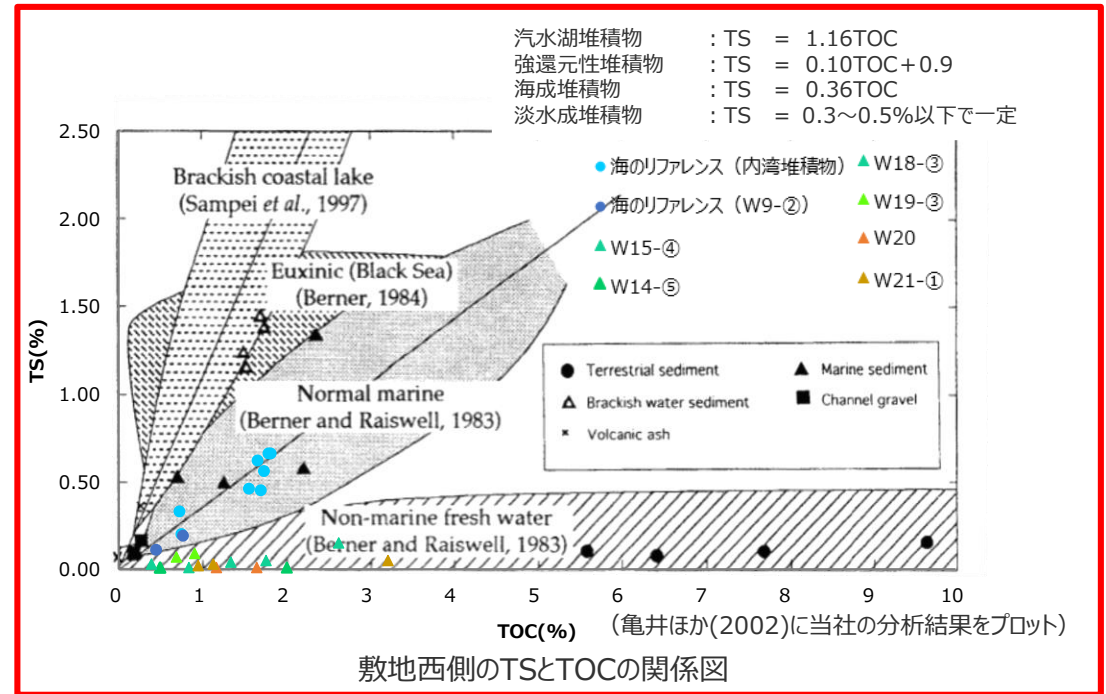 汽水湖堆積物 : TS = 1.16TOC
強還元性堆積物 : TS = 0.10TOC+0.9
海成堆積物 : TS = 0.36TOC
淡水成堆積物 : TS = 0.3～0.5%以下で一定
海のリファレンス（内湾堆積物）
海のリファレンス（W9-②）
W15-④
W14-⑤
W18-③
W19-③
W20
W21-①
TS(%)
2.50
2.00
1.50
1.00
0.50
0.00
Brackish coastal lake
(Sampei et al., 1997)
Euxinic (Black Sea)
(Berner, 1984)
Normal marine
(Berner and Raiswell, 1983)
Non-marine fresh water
(Berner and Raiswell, 1983)
Terrestrial sediment
Marine sediment
Brackish water sediment
Channel gravel
Volcanic ash
0 1 2 3 4 5 6 7 8 9 10
TOC(%)
（亀井ほか(2002)に当社の分析結果をプロット）
敷地西側のTSとTOCの関係図